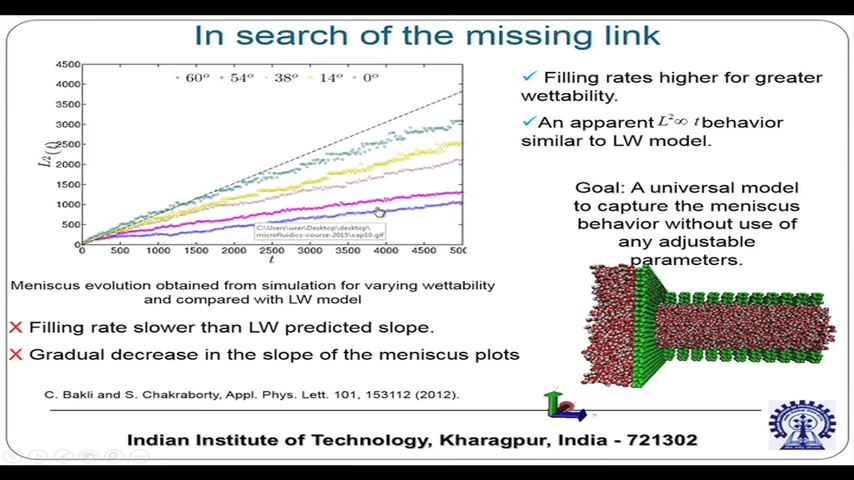 In search of the missing link
4500
4000
3500
3000
2500
2000
1500
1000
500
0
L2(t)
60° 54° 38° 14° 0°
0 500 1000 1500 2000 2500 3000 3500 4000 4500 500
t
C:\Users\user\Desktop\desktop\
microfluidics-course-2015\cap10.gif
Meniscus evolution obtained from simulation for varying wettability
and compared with LW model
X Filling rate slower than LW predicted slope.
X Gradual decrease in the slope of the meniscus plots
✓ Filling rates higher for greater
wettability.
✓An apparent L²∞ t behavior
similar to LW model.
Goal: A universal model
to capture the meniscus
behavior without use of
any adjustable
parameters.
C. Bakli and S. Chakraborty, Appl. Phys. Lett. 101, 153112 (2012).
Indian Institute of Technology, Kharagpur, India - 721302